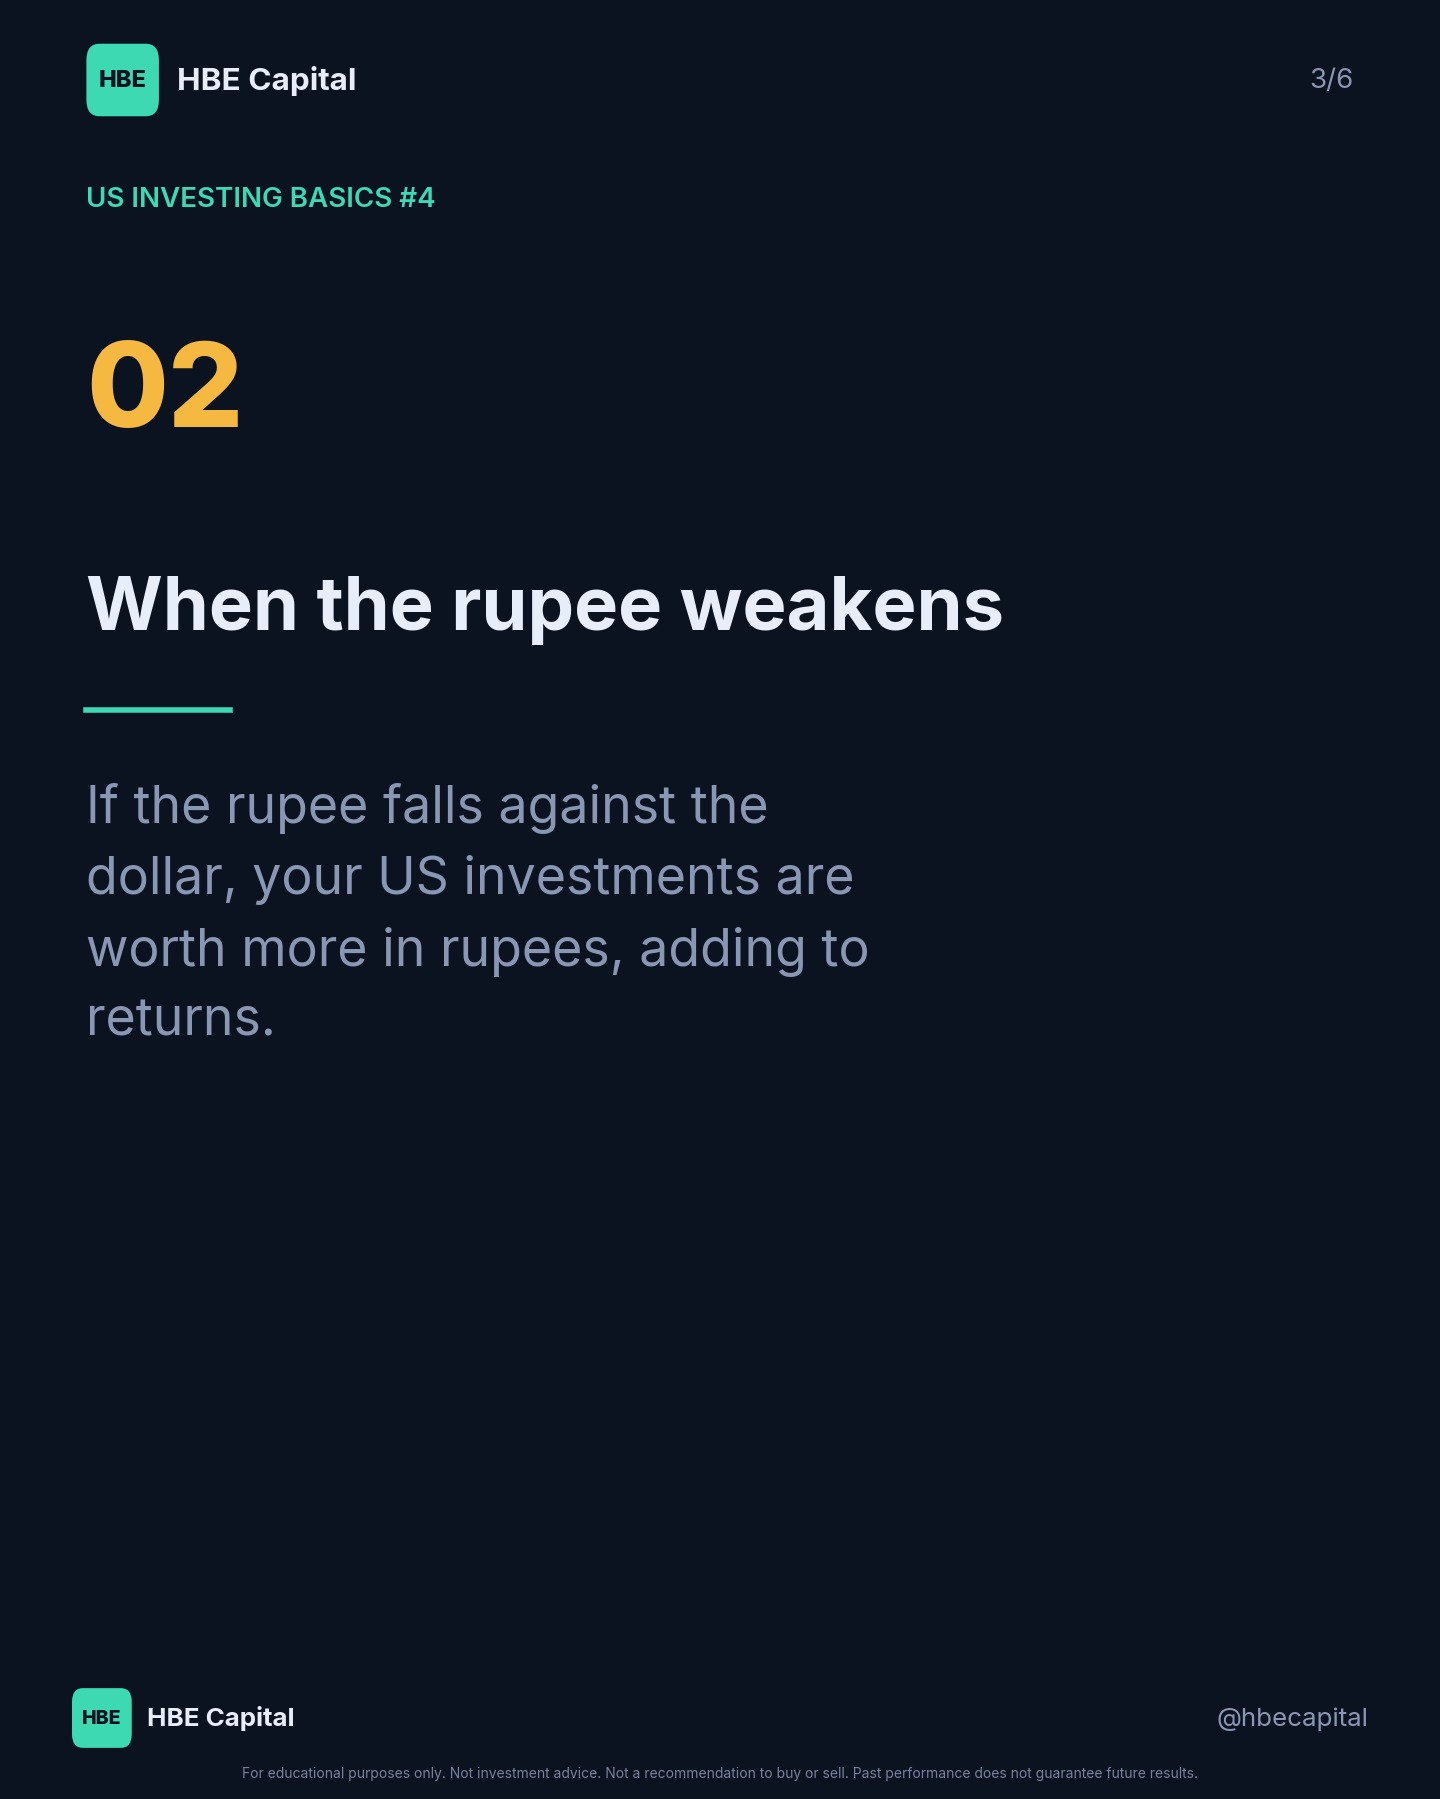 HBE HBE Capital 3/6
US INVESTING BASICS #4
02
When the rupee weakens
If the rupee falls against the
dollar, your US investments are
worth more in rupees, adding to
returns.
HBE HBE Capital @hbecapital
For educational purposes only. Not investment advice. Not a recommendation to buy or sell. Past performance does not guarantee future results.